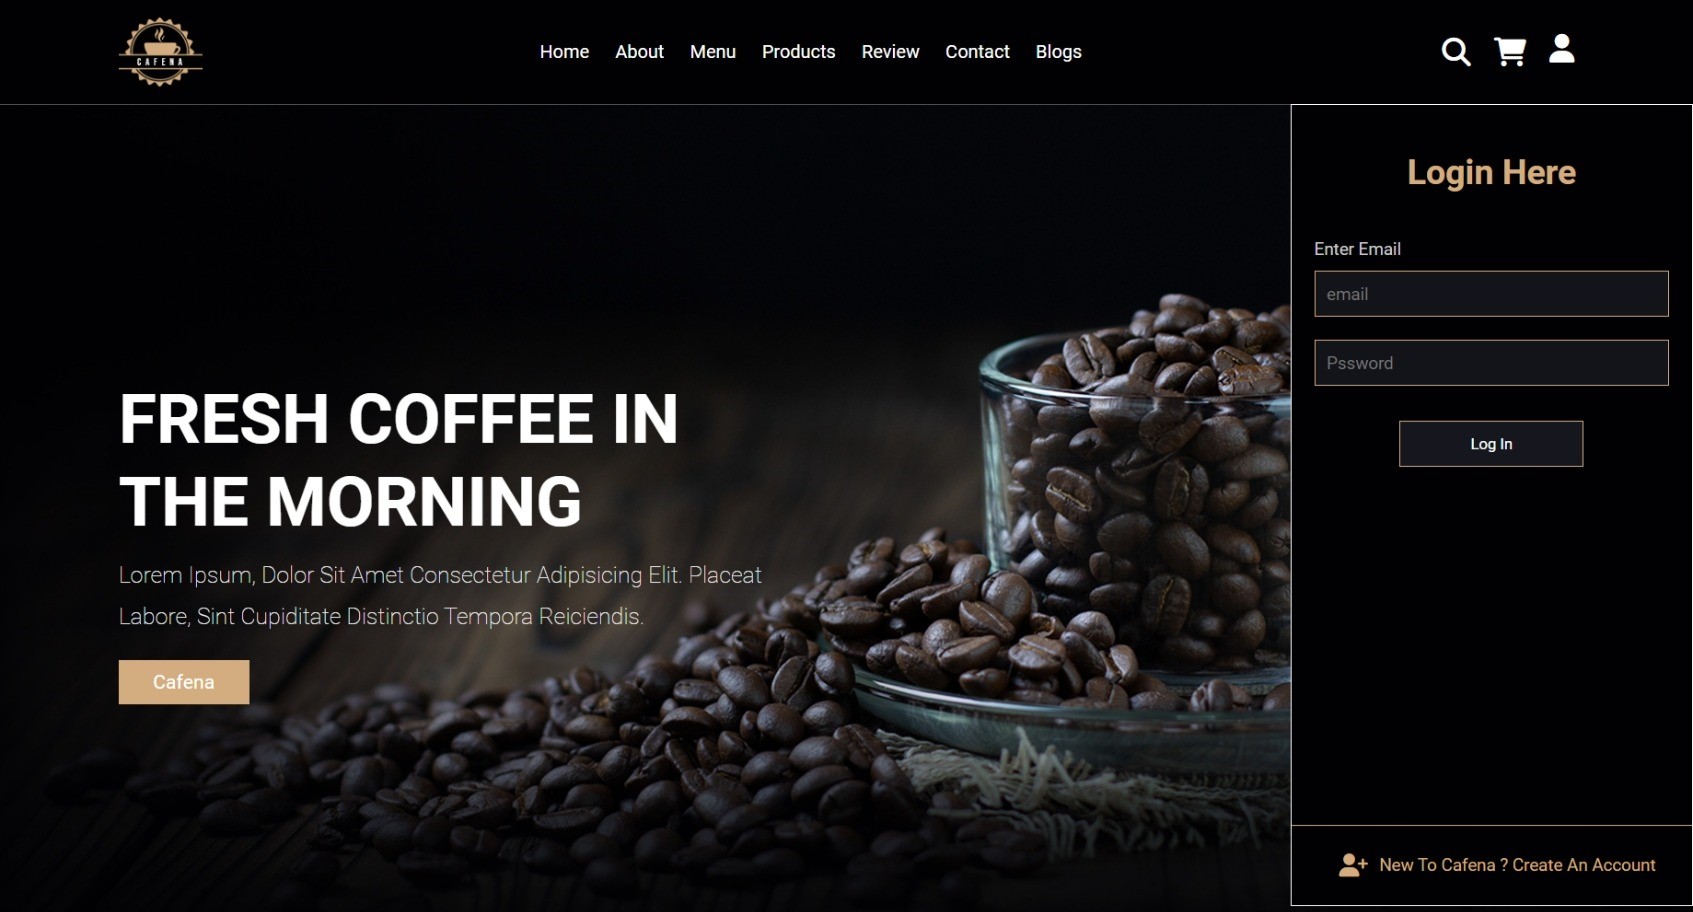 CAFENA
Home About Menu Products Review Contact Blogs
FRESH COFFEE IN
THE MORNING
Lorem Ipsum, Dolor Sit Amet Consectetur Adipisicing Elit. Placeat
Labore, Sint Cupiditate Distinctio Tempora Reiciendis.
Cafena
Login Here
Enter Email
email
Pssword
Log In
New To Cafena ? Create An Account